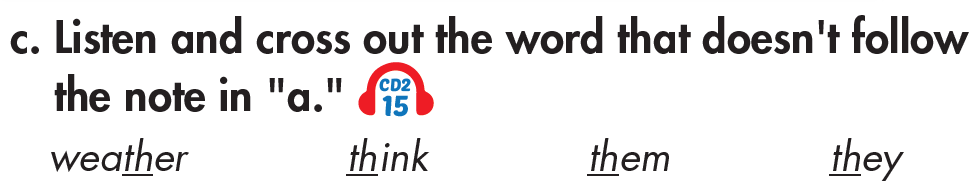 c. Listen and cross out the word that doesn't follow
the note in "a." CD2 15
weather think them they